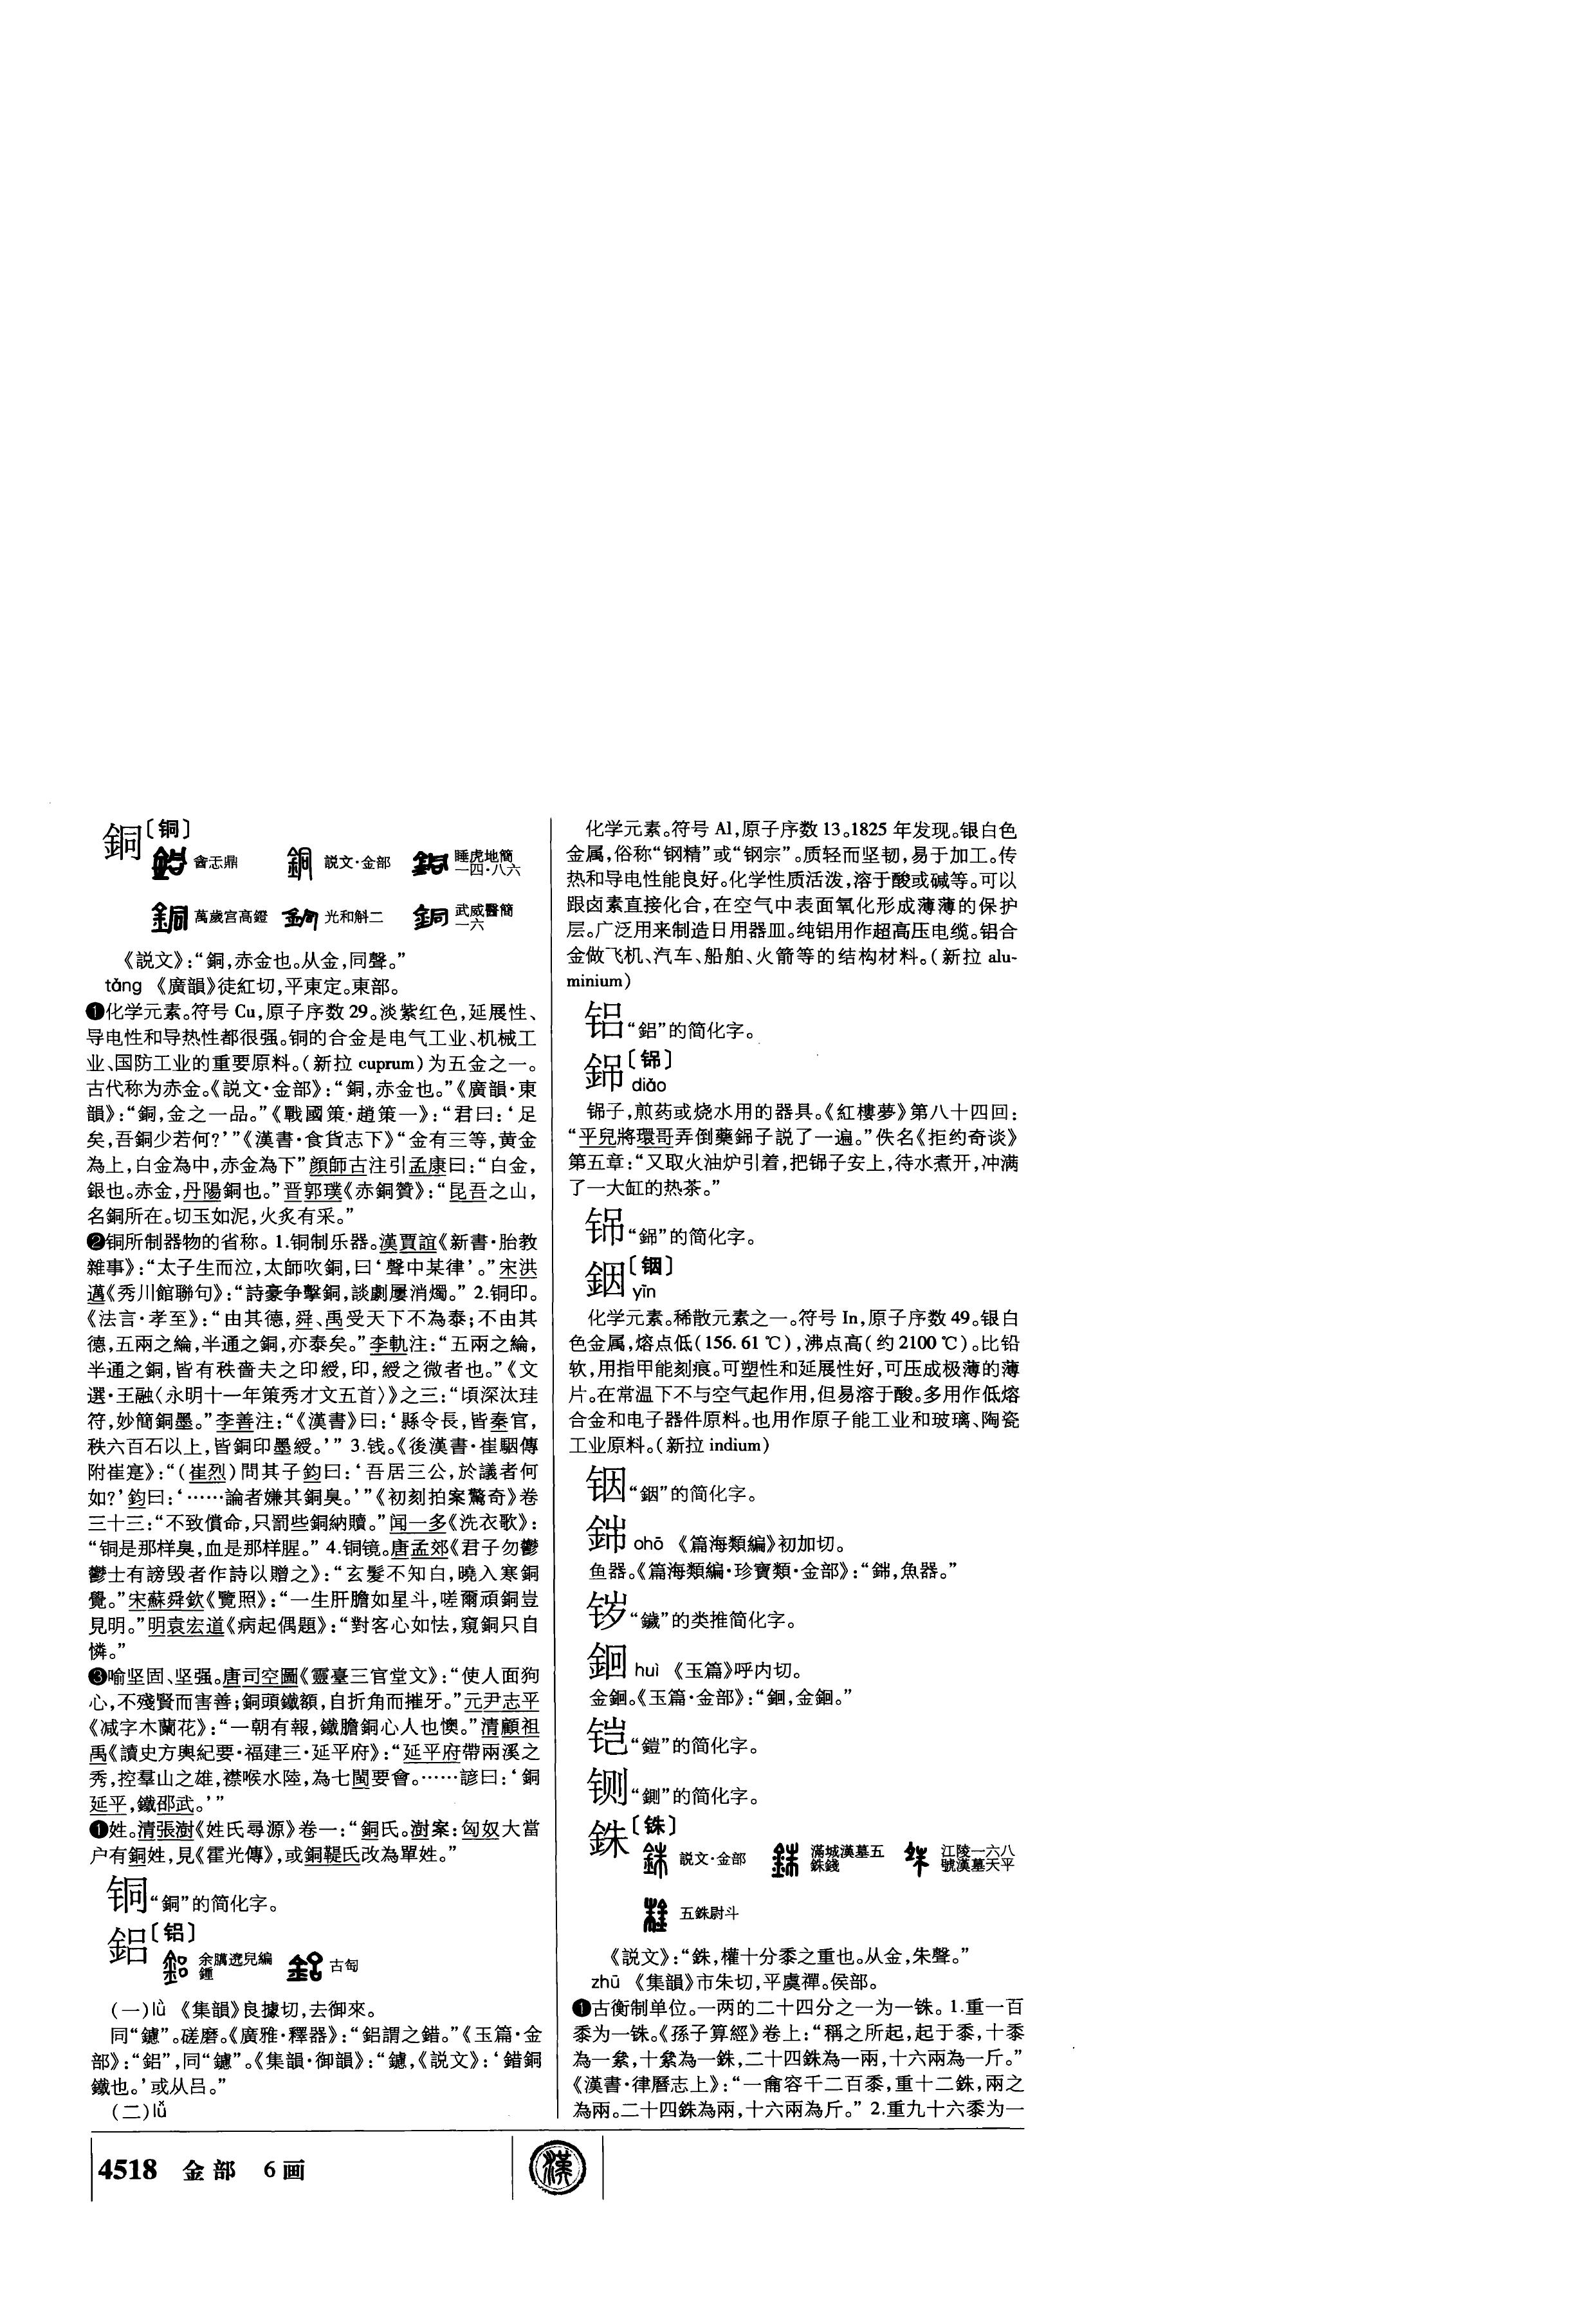 銅〔铜〕
酓忎鼎 説文·金部 睡虎地簡一四·八六
萬歲宫高鐙 光和斛二 武威醫簡一六
《説文》：“銅，赤金也。从金，同聲。”
tǎng 《廣韻》徒紅切，平東定。東部。
❶化学元素。符号 Cu，原子序数 29。淡紫红色，延展性、
导电性和导热性都很强。铜的合金是电气工业、机械工
业、国防工业的重要原料。（新拉 cuprum）为五金之一。
古代称为赤金。《説文·金部》：“銅，赤金也。”《廣韻·東
韻》：“銅，金之一品。”《戰國策·趙策一》：“君曰：‘足
矣，吾銅少若何？’”《漢書·食貨志下》“金有三等，黄金
為上，白金為中，赤金為下”顔師古注引孟康曰：“白金，
銀也。赤金，丹陽銅也。”晋郭璞《赤銅贊》：“昆吾之山，
名銅所在。切玉如泥，火炙有采。”
❷铜所制器物的省称。 1.铜制乐器。漢賈誼《新書·胎教
雜事》：“太子生而泣，太師吹銅，曰‘聲中某律’。”宋洪
邁《秀川館聯句》：“詩豪争擊銅，談劇屢消燭。” 2.铜印。
《法言·孝至》：“由其德，舜、禹受天下不為泰；不由其
德，五兩之綸，半通之銅，亦泰矣。”李軌注：“五兩之綸，
半通之銅，皆有秩嗇夫之印綬，印，綬之微者也。”《文
選·王融〈永明十一年策秀才文五首〉》之三：“頃深汰珪
符，妙簡銅墨。”李善注：“《漢書》曰：‘縣令長，皆秦官，
秩六百石以上，皆銅印墨綬。’” 3.钱。《後漢書·崔駰傳
附崔寔》：“（崔烈）問其子鈞曰：‘吾居三公，於議者何
如？’鈞曰：‘……論者嫌其銅臭。’”《初刻拍案驚奇》卷
三十三：“不致償命，只罰些銅納贖。”闻一多《洗衣歌》：
“铜是那样臭，血是那样腥。” 4.铜镜。唐孟郊《君子勿鬱
鬱士有謗毁者作詩以贈之》：“玄髮不知白，曉入寒銅
覺。”宋蘇舜欽《覽照》：“一生肝膽如星斗，嗟爾頑銅豈
見明。”明袁宏道《病起偶題》：“對客心如怯，窺銅只自
憐。”
❸喻坚固、坚强。唐司空圖《靈臺三官堂文》：“使人面狗
心，不殘賢而害善；銅頭鐵額，自折角而摧牙。”元尹志平
《减字木蘭花》：“一朝有報，鐵膽銅心人也懊。”清顧祖
禹《讀史方輿紀要·福建三·延平府》：“延平府帶兩溪之
秀，控羣山之雄，襟喉水陸，為七閩要會。……諺曰：‘銅
延平，鐵邵武。’”
❶姓。清張澍《姓氏尋源》卷一：“銅氏。澍案：匈奴大當
户有銅姓，見《霍光傳》，或銅鞮氏改為單姓。”
铜“銅”的简化字。
鋁〔铝〕
余購逨兒編鍾 古匋
（一）lǜ 《集韻》良據切，去御來。
同“鑢”。磋磨。《廣雅·釋器》：“鋁謂之錯。”《玉篇·金
部》：“鋁”，同“鑢”。《集韻·御韻》：“鑢，《説文》：‘錯銅
鐵也。’或从吕。”
（二）lǚ
化学元素。符号 Al，原子序数 13。1825 年发现。银白色
金属，俗称“钢精”或“钢宗”。质轻而坚韧，易于加工。传
热和导电性能良好。化学性质活泼，溶于酸或碱等。可以
跟卤素直接化合，在空气中表面氧化形成薄薄的保护
层。广泛用来制造日用器皿。纯铝用作超高压电缆。铝合
金做飞机、汽车、船舶、火箭等的结构材料。（新拉 alu-
minium）
铝“鋁”的简化字。
銱〔铞〕
diǎo
铞子，煎药或烧水用的器具。《紅樓夢》第八十四回：
“平兒將環哥弄倒藥銱子説了一遍。”佚名《拒约奇谈》
第五章：“又取火油炉引着，把铞子安上，待水煮开，冲满
了一大缸的热茶。”
铞“銱”的简化字。
銦〔铟〕
yīn
化学元素。稀散元素之一。符号 In，原子序数 49。银白
色金属，熔点低（156.61 ℃），沸点高（约 2100 ℃）。比铅
软，用指甲能刻痕。可塑性和延展性好，可压成极薄的薄
片。在常温下不与空气起作用，但易溶于酸。多用作低熔
合金和电子器件原料。也用作原子能工业和玻璃、陶瓷
工业原料。（新拉 indium）
铟“銦”的简化字。
ohō 《篇海類編》初加切。
鱼器。《篇海類編·珍寶類·金部》：“，魚器。”
“鐬”的类推简化字。
銔 huì 《玉篇》呼内切。
金銔。《玉篇·金部》：“銔，金銔。”
铠“鎧”的简化字。
铡“鍘”的简化字。
銖〔铢〕
説文·金部 滿城漢墓五銖錢 江陵一六八號漢墓天平
五銖尉斗
《説文》：“銖，權十分黍之重也。从金，朱聲。”
zhū 《集韻》市朱切，平虞禪。侯部。
❶古衡制单位。一两的二十四分之一为一铢。 1.重一百
黍为一铢。《孫子算經》卷上：“稱之所起，起于黍，十黍
為一絫，十絫為一銖，二十四銖為一兩，十六兩為一斤。”
《漢書·律曆志上》：“一龠容千二百黍，重十二銖，兩之
為兩。二十四銖為兩，十六兩為斤。” 2.重九十六黍为一
4518 金部 6画
漢